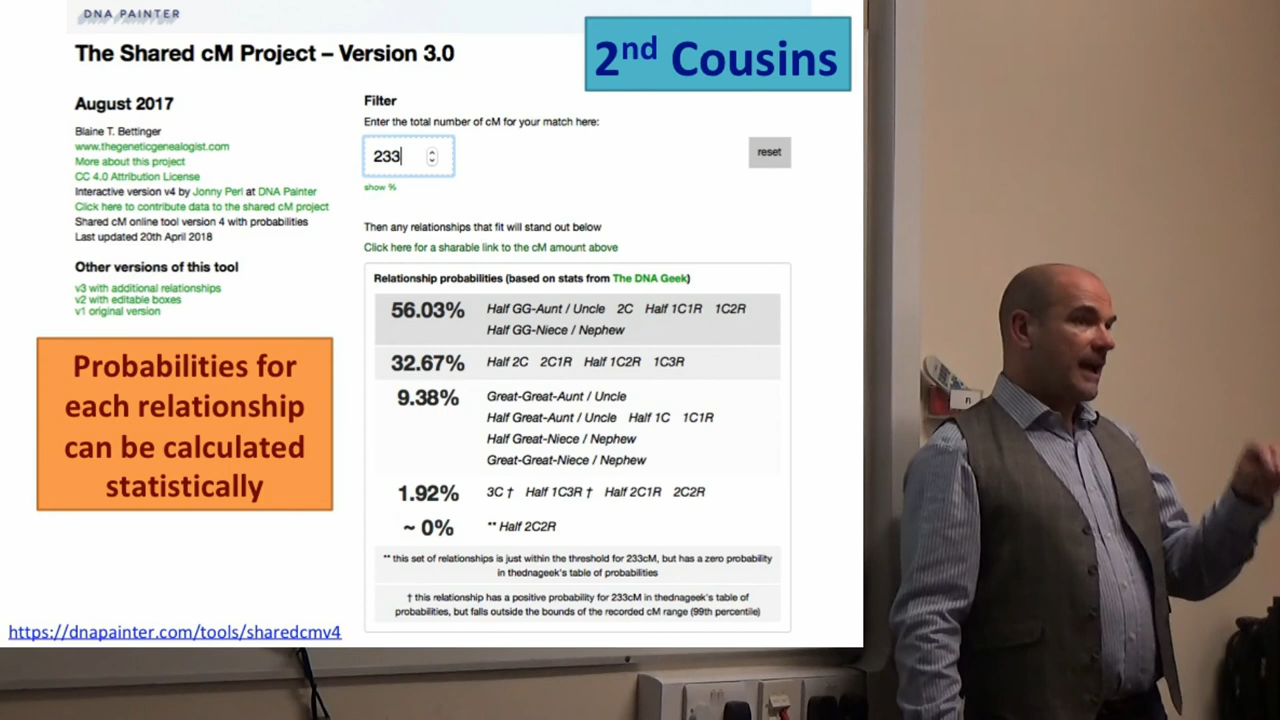 DNA PAINTER
The Shared cM Project – Version 3.0
2nd Cousins
August 2017
Blaine T. Bettinger
www.thegeneticgenealogist.com
More about this project
CC 4.0 Attribution License
Interactive version v4 by Jonny Perl at DNA Painter
Click here to contribute data to the shared cM project
Shared cM online tool version 4 with probabilities
Last updated 20th April 2018
Other versions of this tool
v3 with additional relationships
v2 with editable boxes
v1 original version
Probabilities for
each relationship
can be calculated
statistically
Filter
Enter the total number of cM for your match here:
233
reset
show %
Then any relationships that fit will stand out below
Click here for a sharable link to the cM amount above
Relationship probabilities (based on stats from The DNA Geek)
56.03% Half GG-Aunt / Uncle 2C Half 1C1R 1C2R
Half GG-Niece / Nephew
32.67% Half 2C 2C1R Half 1C2R 1C3R
9.38% Great-Great-Aunt / Uncle
Half Great-Aunt / Uncle Half 1C 1C1R
Half Great-Niece / Nephew
Great-Great-Niece / Nephew
1.92% 3C † Half 1C3R † Half 2C1R 2C2R
~ 0% ** Half 2C2R
** this set of relationships is just within the threshold for 233cM, but has a zero probability
in thednageek's table of probabilities
† this relationship has a positive probability for 233cM in thednageek's table of
probabilities, but falls outside the bounds of the recorded cM range (99th percentile)
https://dnapainter.com/tools/sharedcmv4